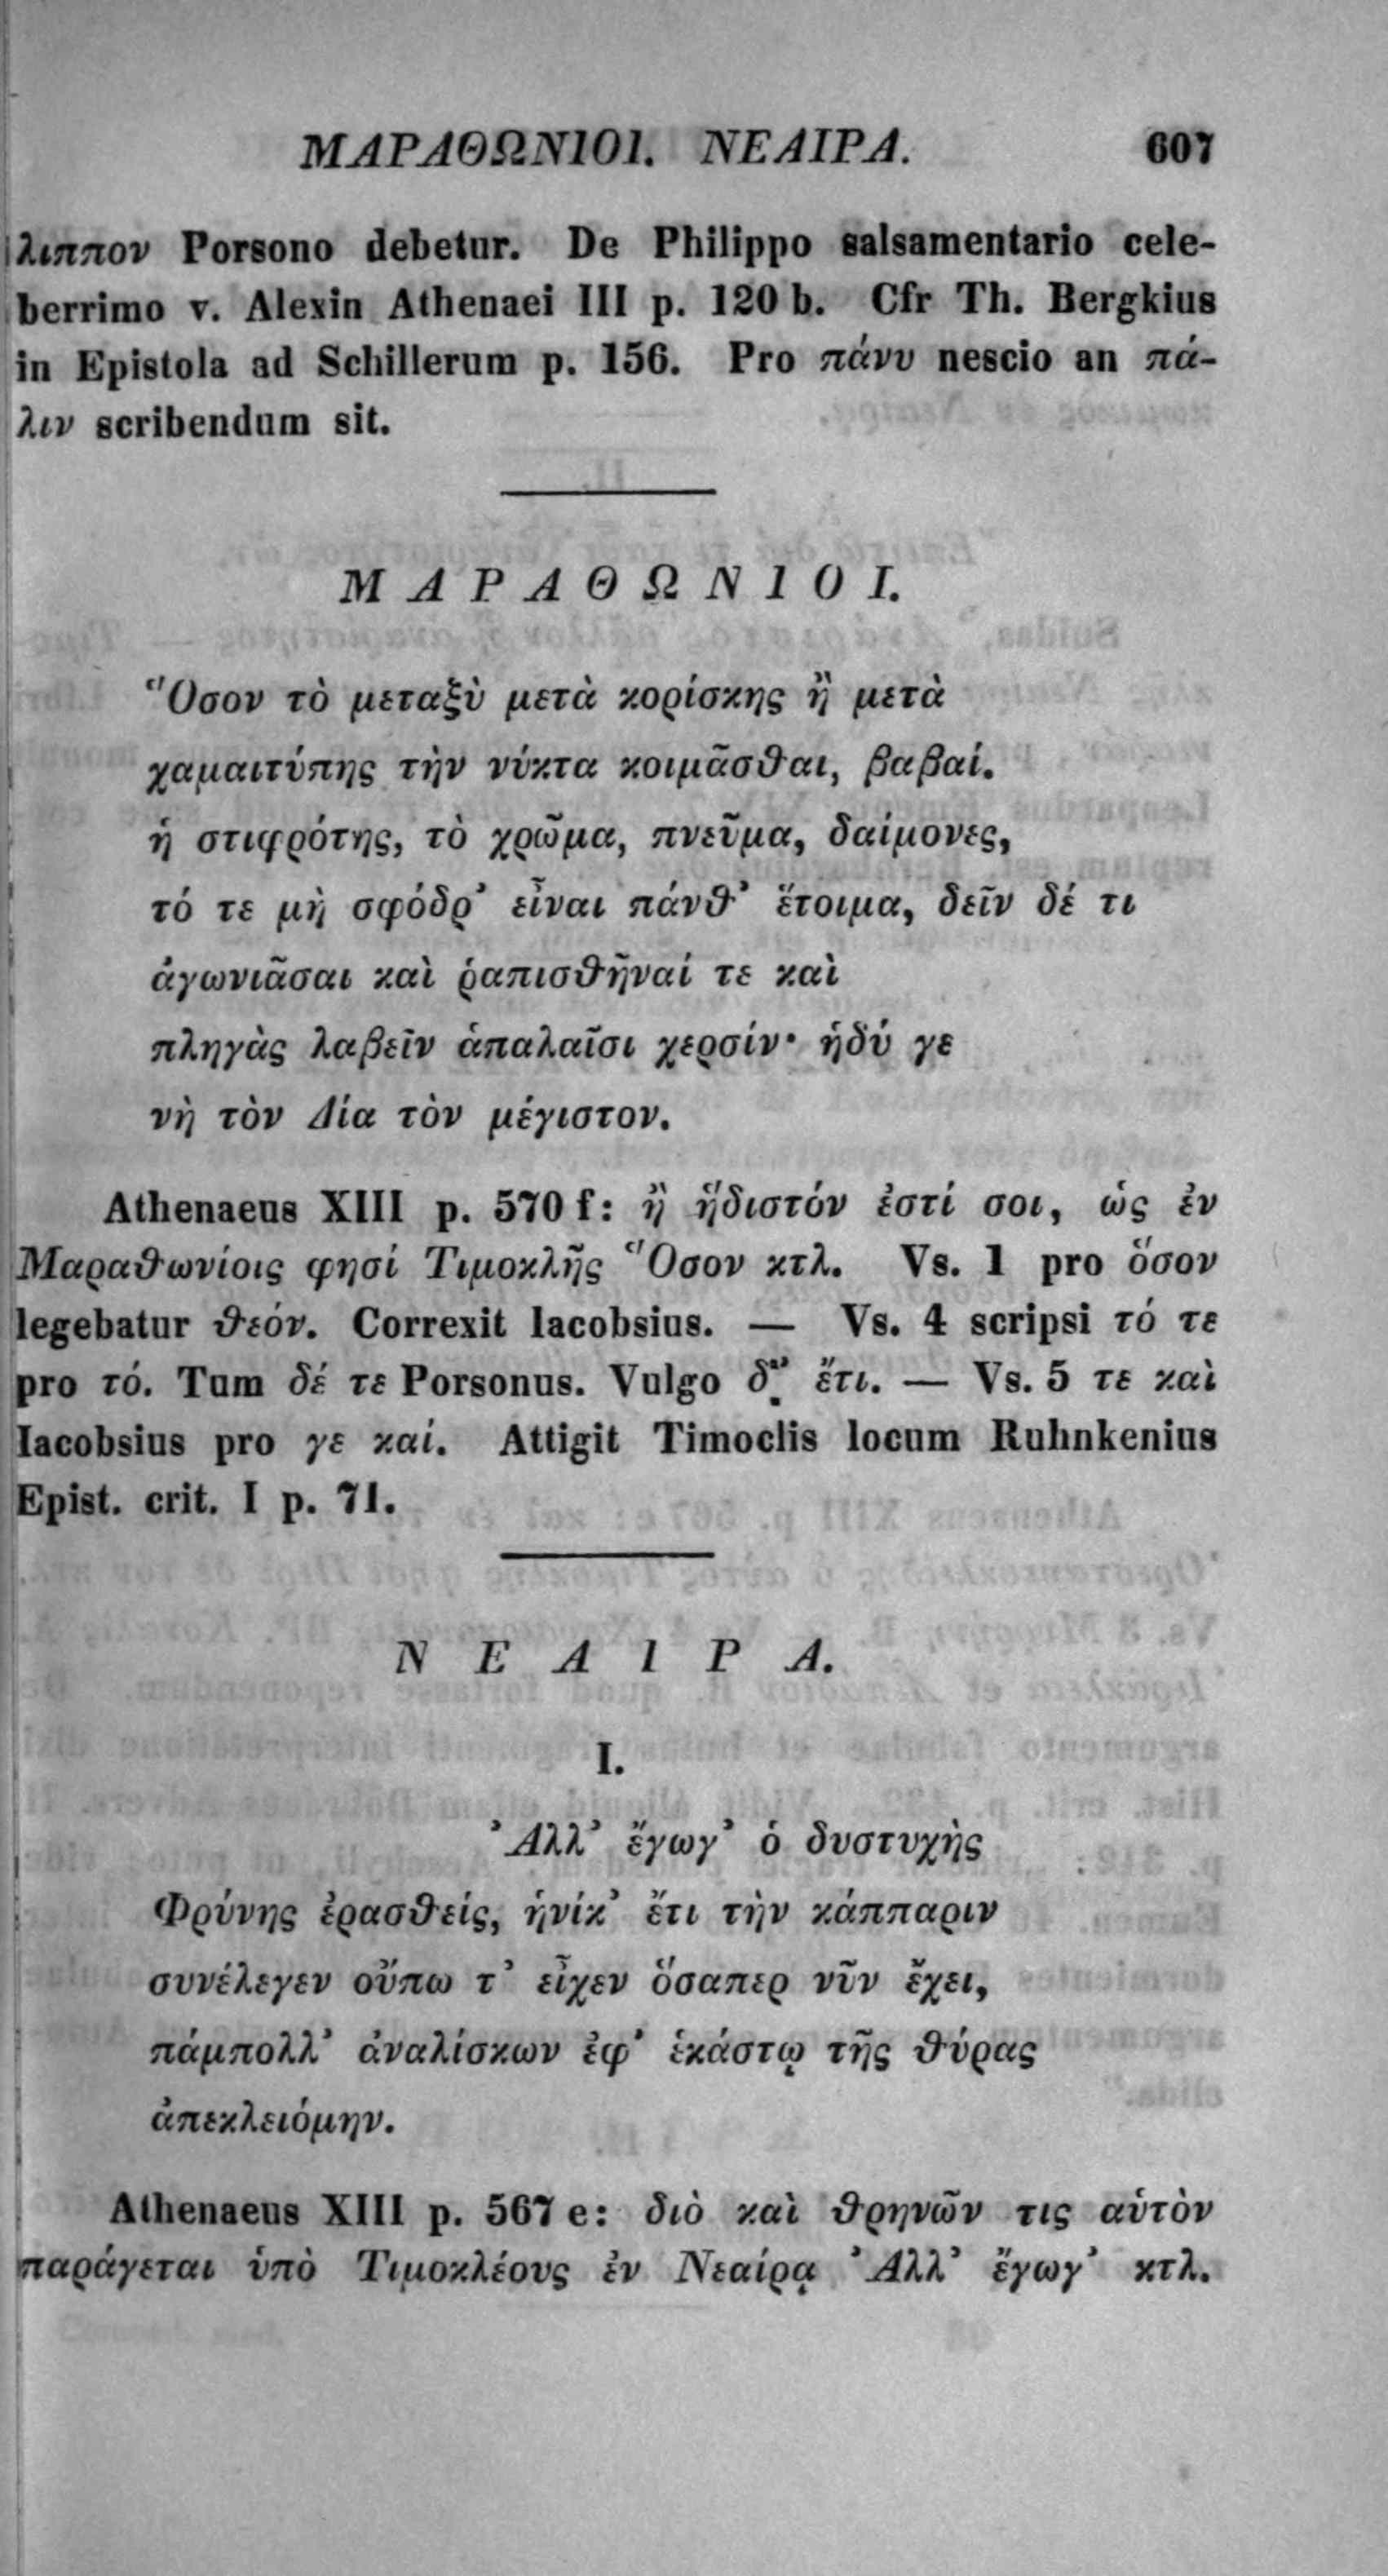 ΜΑΡΑΘΩΝΙΟΙ. ΝΕΑΙΡΑ. 607
λιππον Porsono debetur. De Philippo salsamentario cele-
berrimo v. Alexin Athenaei III p. 120 b. Cfr Th. Bergkius
in Epistola ad Schillerum p. 156. Pro πάνυ nescio an πά-
λιν scribendum sit.
ΜΑΡΑΘΩΝΙΟΙ.
Ὅσον τὸ μεταξὺ μετὰ κορίσκης ἢ μετὰ
χαμαιτύπης τὴν νύκτα κοιμᾶσθαι, βαβαί.
ἡ στιφρότης, τὸ χρῶμα, πνεῦμα, δαίμονες,
τό τε μὴ σφόδρ᾽ εἶναι πάνθ᾽ ἕτοιμα, δεῖν δέ τι
ἀγωνιᾶσαι καὶ ῥαπισθῆναί τε καὶ
πληγὰς λαβεῖν ἁπαλαῖσι χερσίν· ἡδύ γε
νὴ τὸν Δία τὸν μέγιστον.
Athenaeus XIII p. 570 f: ἢ ἥδιστόν ἐστί σοι, ὡς ἐν
Μαραθωνίοις φησί Τιμοκλῆς Ὅσον κτλ. Vs. 1 pro ὅσον
legebatur θεόν. Correxit Iacobsius. — Vs. 4 scripsi τό τε
pro τό. Tum δέ τε Porsonus. Vulgo δ᾽ ἔτι. — Vs. 5 τε καὶ
Iacobsius pro γε καί. Attigit Timoclis locum Ruhnkenius
Epist. crit. I p. 71.
ΝΕΑΙΡΑ.
I.
Ἀλλ᾽ ἔγωγ᾽ ὁ δυστυχὴς
Φρύνης ἐρασθείς, ἡνίκ᾽ ἔτι τὴν κάππαριν
συνέλεγεν οὔπω τ᾽ εἶχεν ὅσαπερ νῦν ἔχει,
πάμπολλ᾽ ἀναλίσκων ἐφ᾽ ἑκάστῳ τῆς θύρας
ἀπεκλειόμην.
Athenaeus XIII p. 567 e: διὸ καὶ θρηνῶν τις αὑτὸν
παράγεται ὑπὸ Τιμοκλέους ἐν Νεαίρᾳ Ἀλλ᾽ ἔγωγ᾽ κτλ.